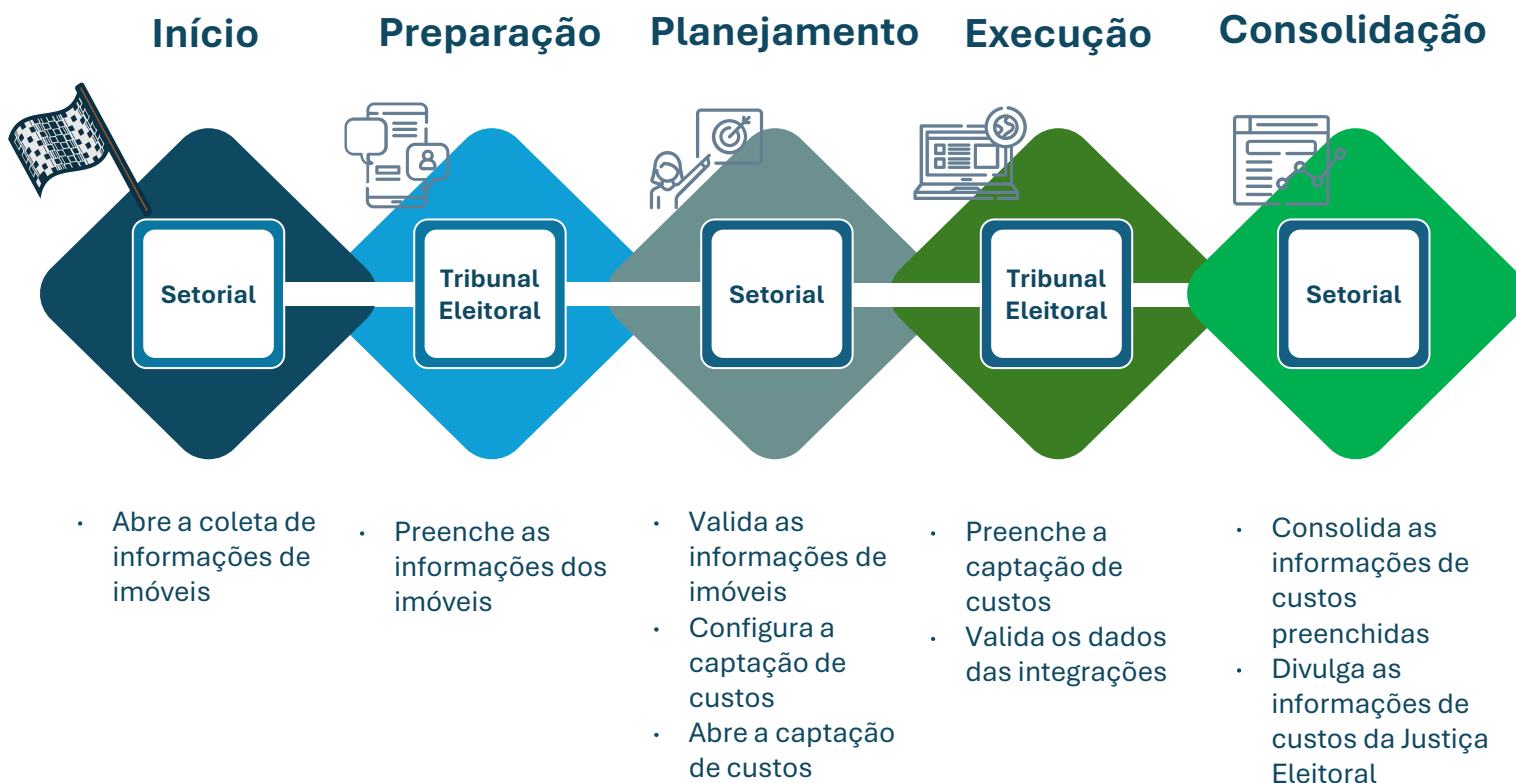 Início
Preparação
Planejamento
Execução
Consolidação
Setorial
Tribunal
Eleitoral
Setorial
Tribunal
Eleitoral
Setorial
· Abre a coleta de
informações de
imóveis
· Preenche as
informações dos
imóveis
· Valida as
informações de
imóveis
· Configura a
captação de
custos
· Abre a captação
de custos
· Preenche a
captação de
custos
· Valida os dados
das integrações
· Consolida as
informações de
custos
preenchidas
· Divulga as
informações de
custos da Justiça
Eleitoral